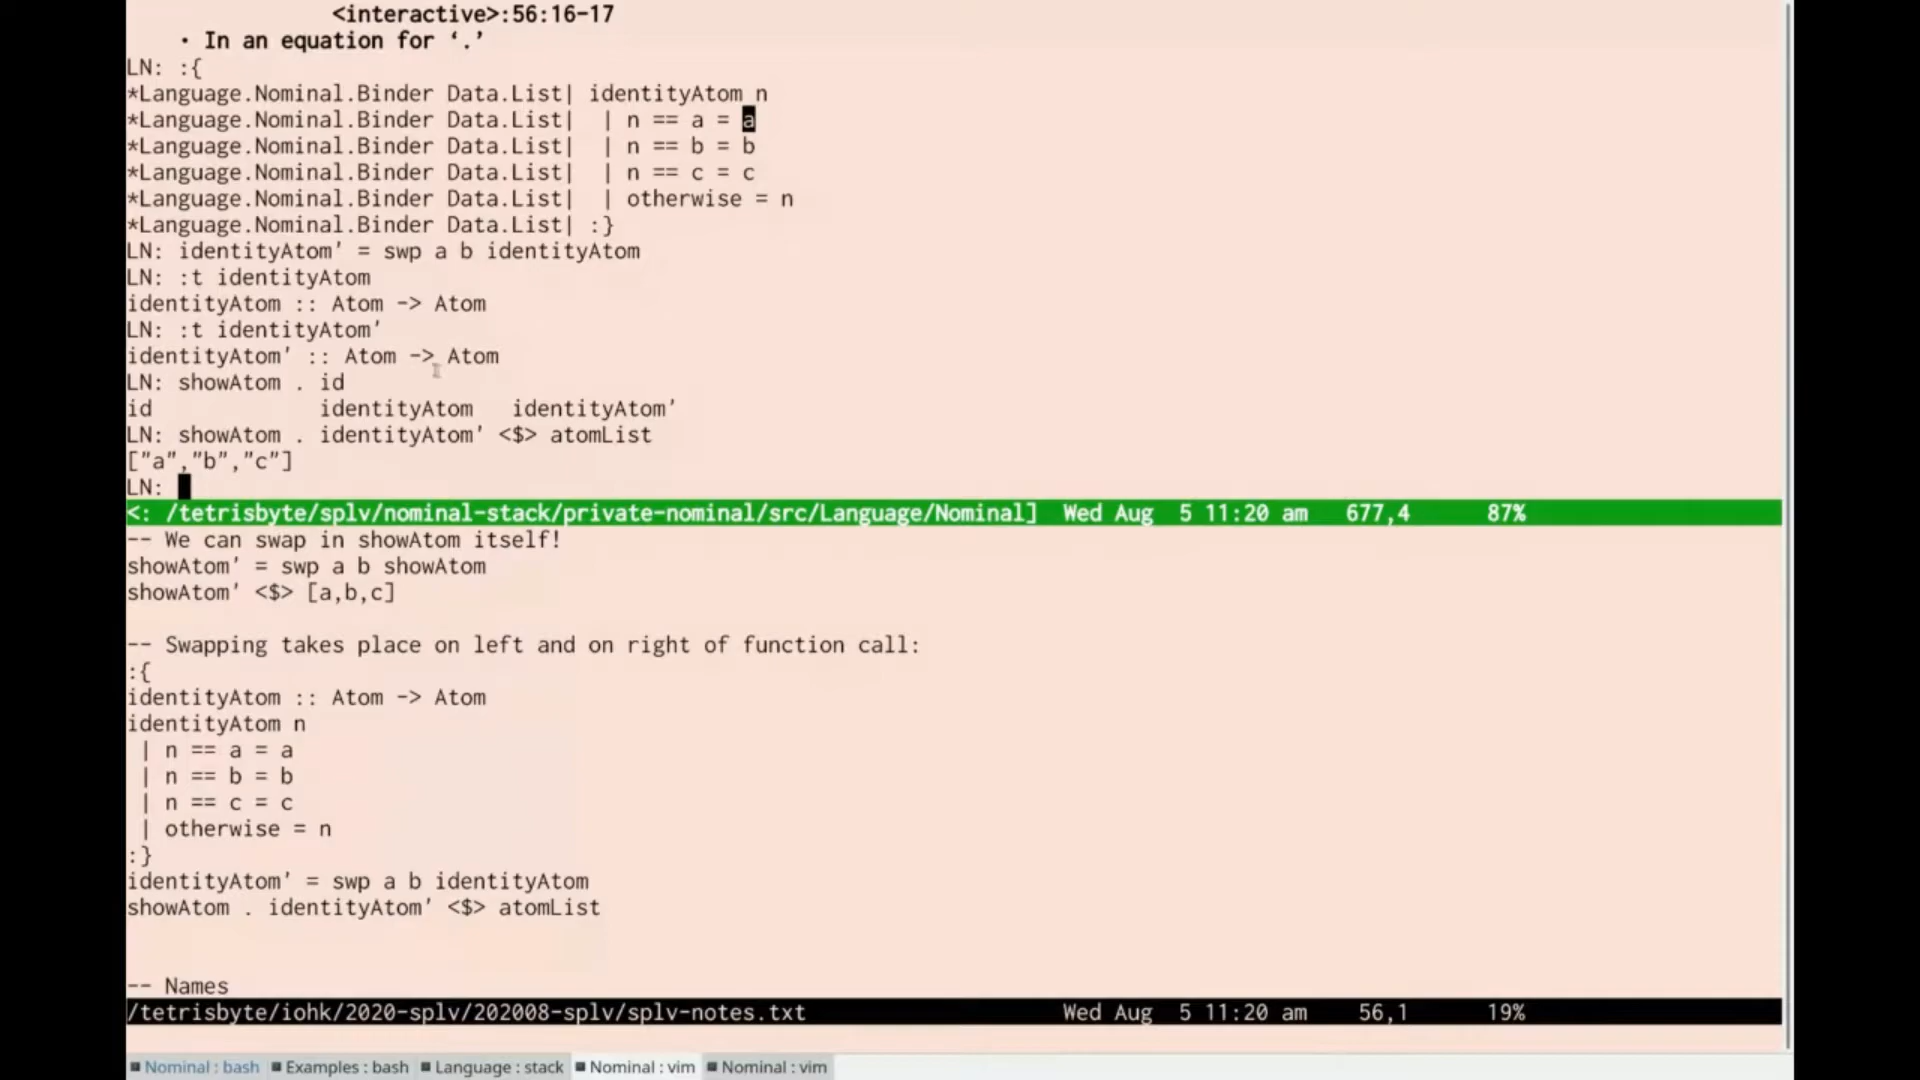 <interactive>:56:16-17
• In an equation for ‘.’
LN: :{
*Language.Nominal.Binder Data.List| identityAtom n
*Language.Nominal.Binder Data.List|  | n == a = a
*Language.Nominal.Binder Data.List|  | n == b = b
*Language.Nominal.Binder Data.List|  | n == c = c
*Language.Nominal.Binder Data.List|  | otherwise = n
*Language.Nominal.Binder Data.List| :}
LN: identityAtom' = swp a b identityAtom
LN: :t identityAtom
identityAtom :: Atom -> Atom
LN: :t identityAtom'
identityAtom' :: Atom -> Atom
LN: showAtom . id
id             identityAtom   identityAtom'
LN: showAtom . identityAtom' <$> atomList
["a","b","c"]
LN:
<: /tetrisbyte/splv/nominal-stack/private-nominal/src/Language/Nominal]  Wed Aug  5 11:20 am   677,4      87%
-- We can swap in showAtom itself!
showAtom' = swp a b showAtom
showAtom' <$> [a,b,c]
-- Swapping takes place on left and on right of function call:
:{
identityAtom :: Atom -> Atom
identityAtom n
 | n == a = a
 | n == b = b
 | n == c = c
 | otherwise = n
:}
identityAtom' = swp a b identityAtom
showAtom . identityAtom' <$> atomList
-- Names
/tetrisbyte/iohk/2020-splv/202008-splv/splv-notes.txt                    Wed Aug  5 11:20 am    56,1      19%
Nominal : bash   Examples : bash   Language : stack   Nominal : vim   Nominal : vim